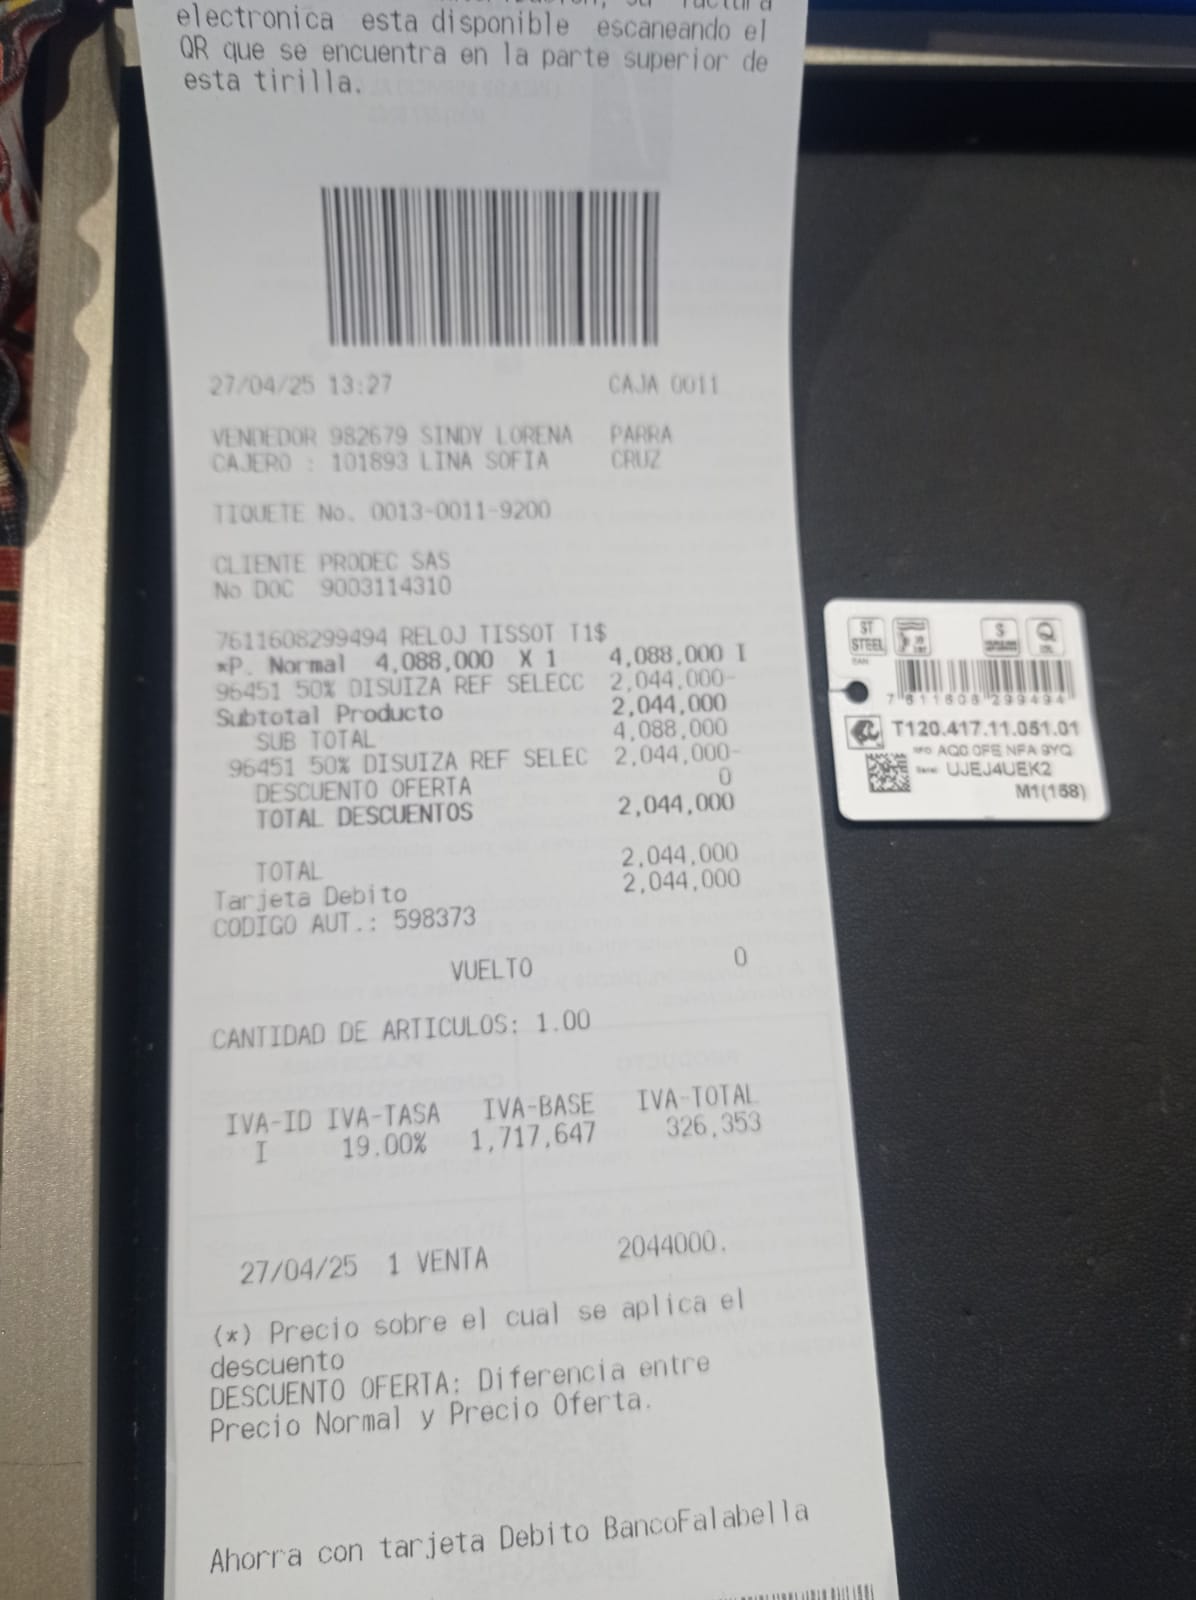 electronica esta disponible escaneando el
QR que se encuentra en la parte superior de
esta tirilla.
27/04/25 13:27 CAJA 0011
VENDEDOR 982679 SINDY LORENA PARRA
CAJERO : 101893 LINA SOFIA CRUZ
TIQUETE No. 0013-0011-9200
CLIENTE PRODEC SAS
No DOC 9003114310
7611608299494 RELOJ TISSOT T1$
*P. Normal 4,088,000 X 1 4,088,000 I
96451 50% DISUIZA REF SELECC 2,044,000-
Subtotal Producto 2,044,000
SUB TOTAL 4,088,000
96451 50% DISUIZA REF SELEC 2,044,000-
DESCUENTO OFERTA 0
TOTAL DESCUENTOS 2,044,000
TOTAL 2,044,000
Tarjeta Debito 2,044,000
CODIGO AUT.: 598373
VUELTO 0
CANTIDAD DE ARTICULOS: 1.00
IVA-ID IVA-TASA IVA-BASE IVA-TOTAL
I 19.00% 1,717,647 326,353
27/04/25 1 VENTA 2044000.
(*) Precio sobre el cual se aplica el
descuento
DESCUENTO OFERTA: Diferencia entre
Precio Normal y Precio Oferta.
Ahorra con tarjeta Debito BancoFalabella
ST
STEEL
S
Q
EAN
7 611608 299494
T120.417.11.051.01
UJEJ4UEK2
M1(158)